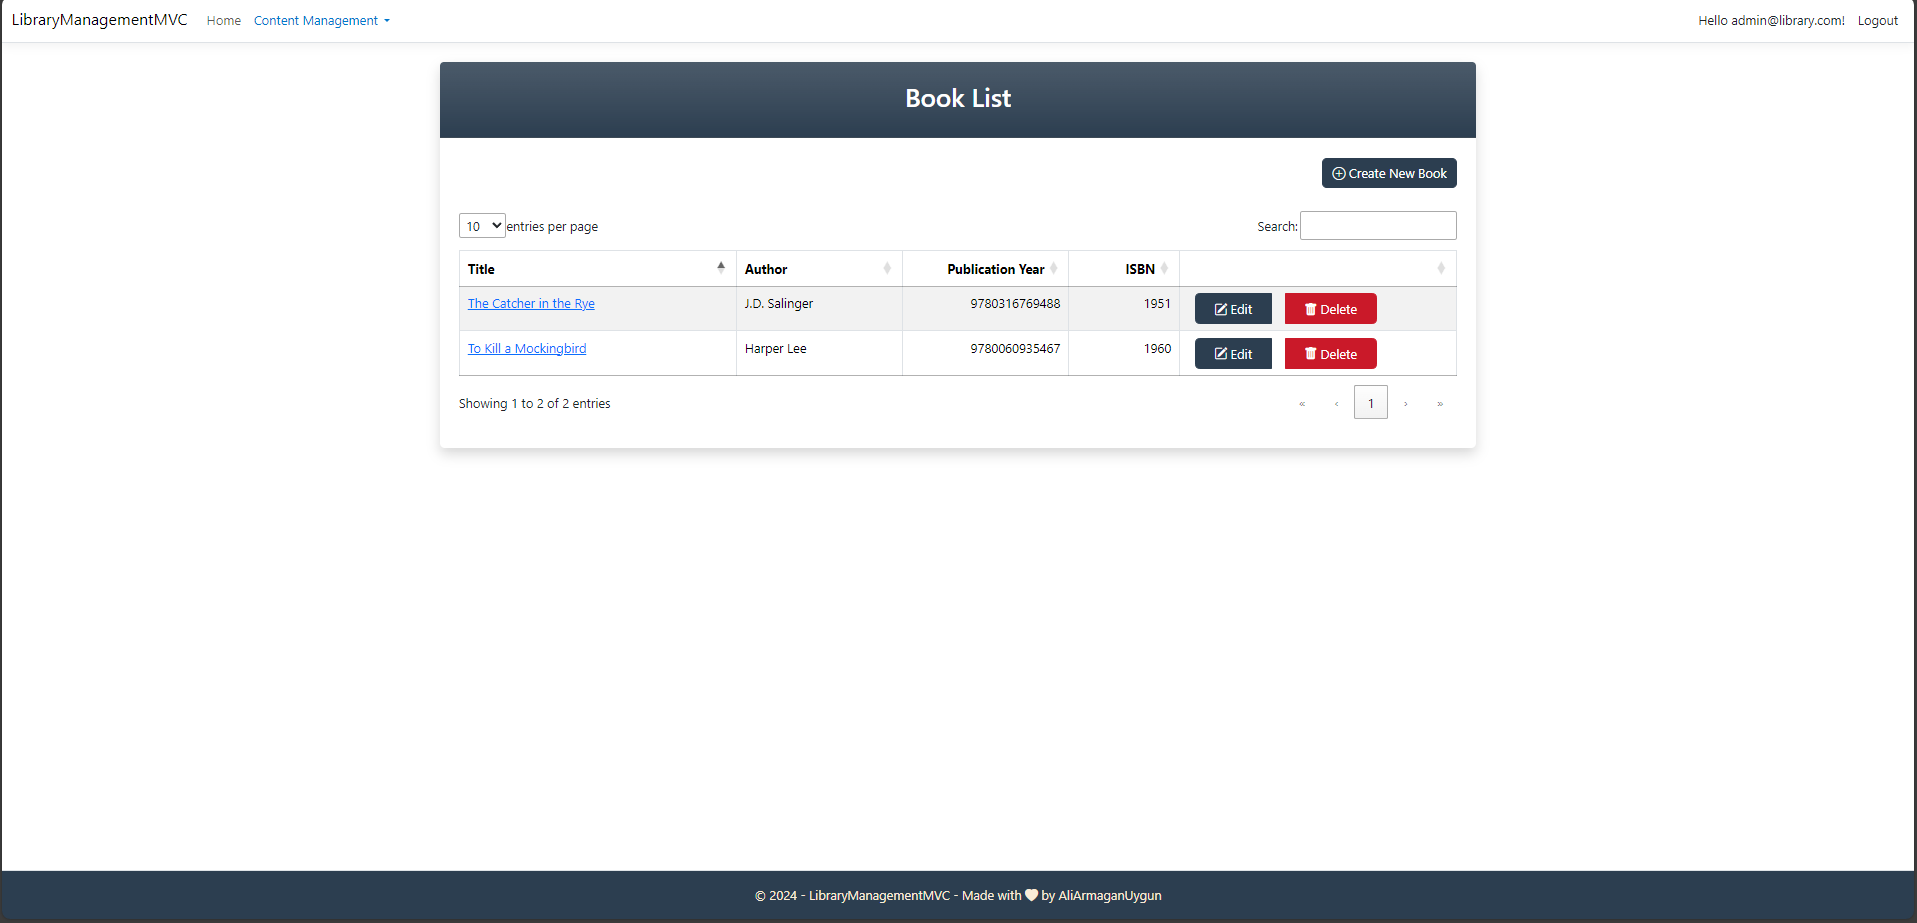 LibraryManagementMVC Home Content Management Hello admin@library.com! Logout
Book List
Create New Book
10 entries per page Search:
Title Author Publication Year ISBN
The Catcher in the Rye J.D. Salinger 9780316769488 1951 Edit Delete
To Kill a Mockingbird Harper Lee 9780060935467 1960 Edit Delete
Showing 1 to 2 of 2 entries « ‹ 1 › »
© 2024 - LibraryManagementMVC - Made with 🤍 by AliArmaganUygun